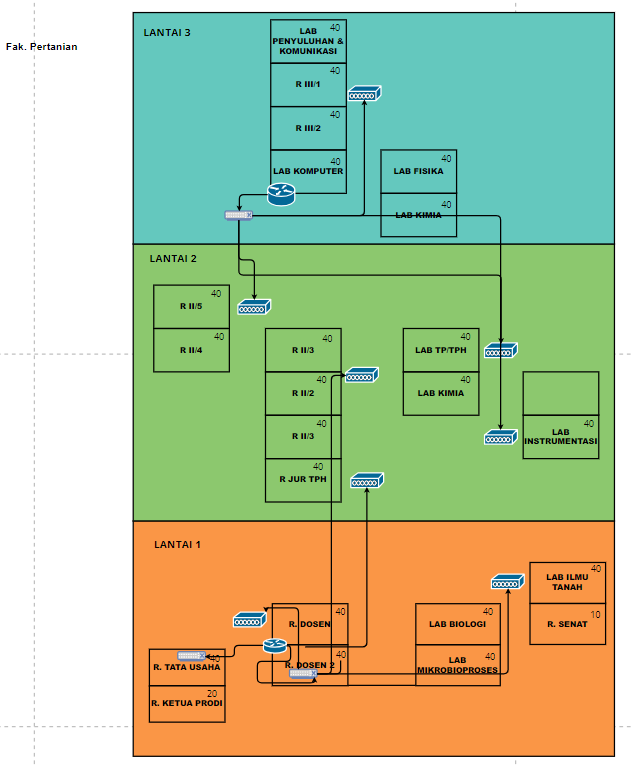 Fak. Pertanian
LANTAI 3
40
LAB
PENYULUHAN &
KOMUNIKASI
40
R III/1
40
R III/2
40
LAB KOMPUTER
40
LAB FISIKA
40
LAB KIMIA
LANTAI 2
40
R II/5
40
R II/4
40
R II/3
40
R II/2
40
R II/3
40
R JUR TPH
40
LAB TP/TPH
40
LAB KIMIA
40
LAB
INSTRUMENTASI
LANTAI 1
40
LAB ILMU
TANAH
10
R. SENAT
40
R. DOSEN
40
R. DOSEN 2
40
LAB BIOLOGI
40
LAB
MIKROBIOPROSES
40
R. TATA USAHA
20
R. KETUA PRODI